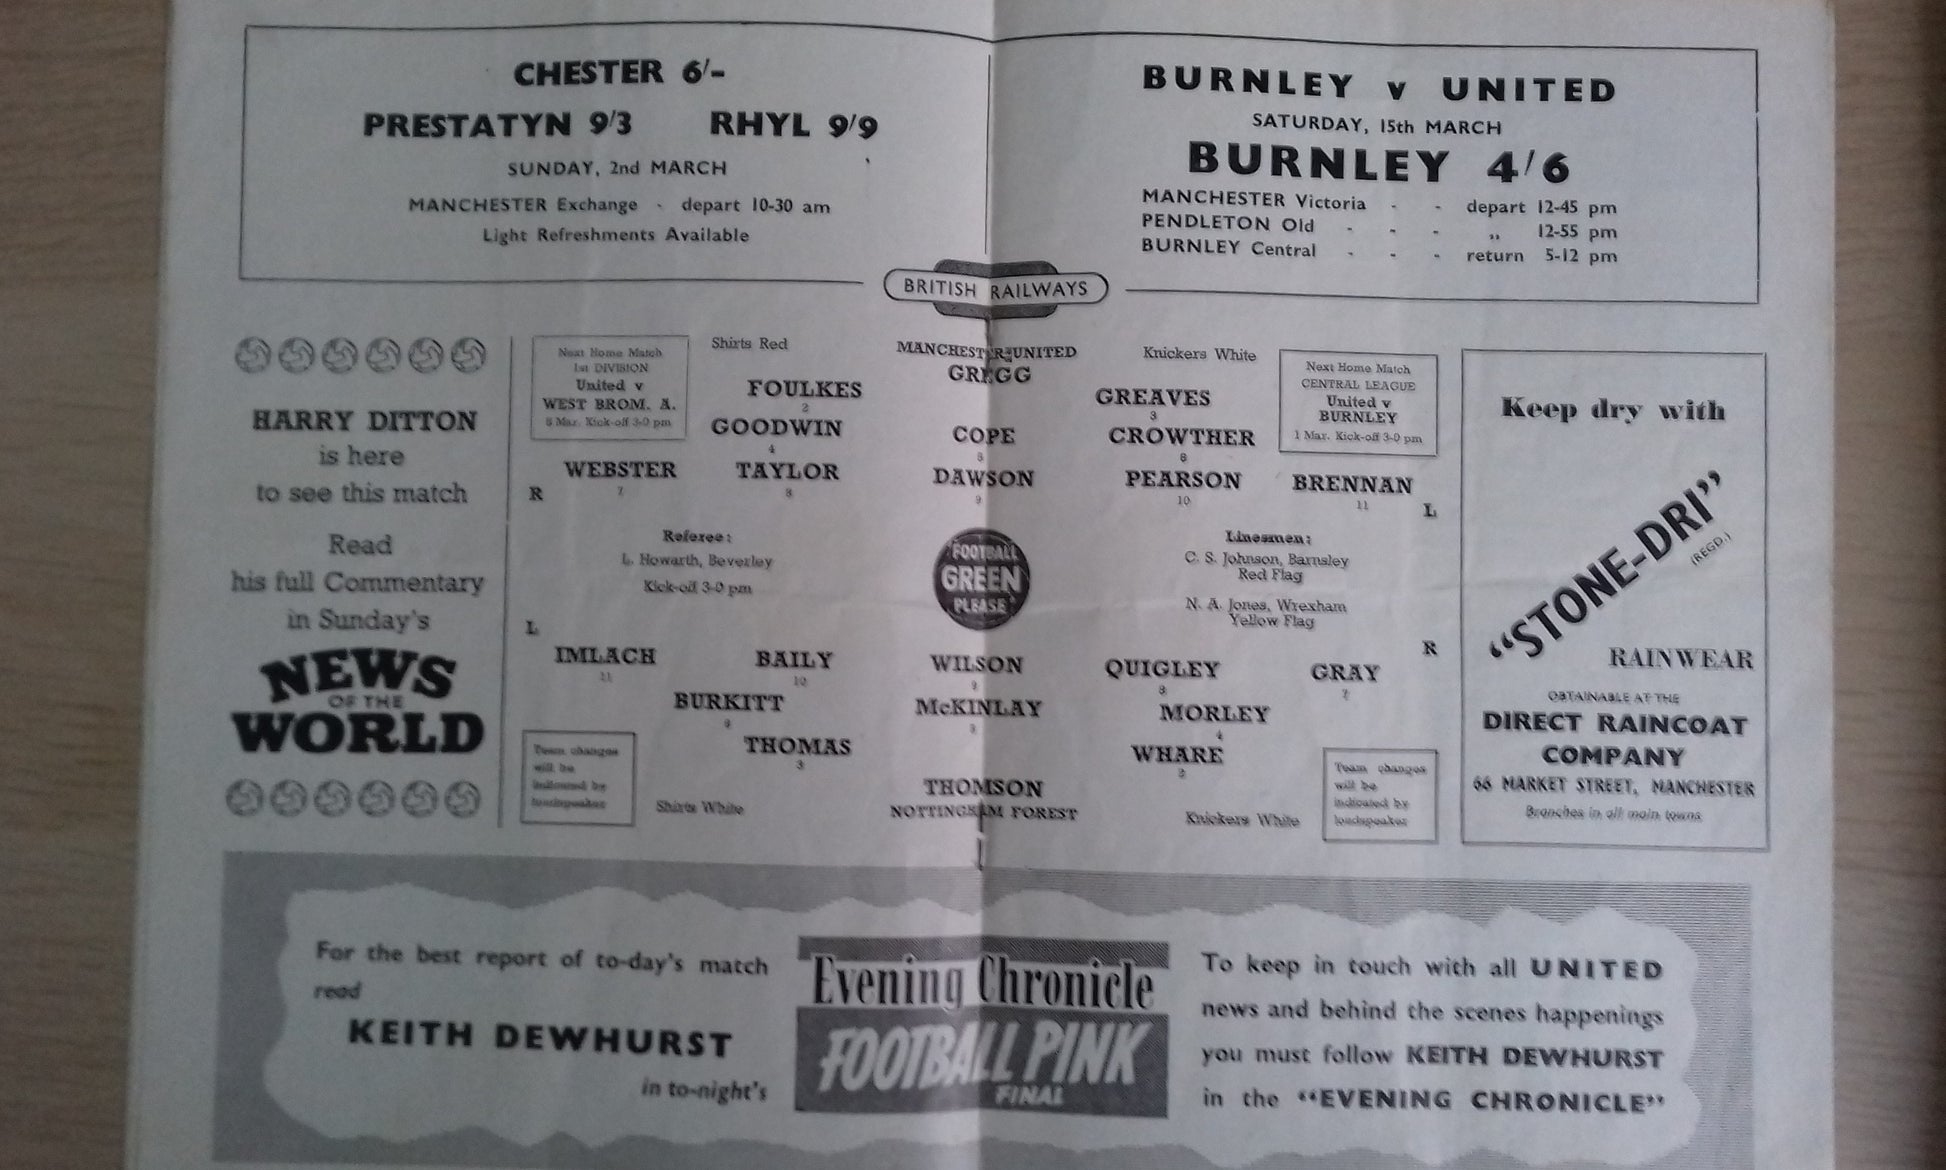 CHESTER 6/-
PRESTATYN 9/3 RHYL 9/9
SUNDAY, 2nd MARCH
MANCHESTER Exchange - depart 10-30 am
Light Refreshments Available
BURNLEY v UNITED
SATURDAY, 15th MARCH
BURNLEY 4/6
MANCHESTER Victoria - - depart 12-45 pm
PENDLETON Old - - - ,, 12-55 pm
BURNLEY Central - - - return 5-12 pm
BRITISH RAILWAYS
HARRY DITTON
is here
to see this match
Read
his full Commentary
in Sunday's
NEWS
OF THE
WORLD
Next Home Match
1st DIVISION
United v
WEST BROM. A.
8 Mar. Kick-off 3-0 pm
Shirts Red
MANCHESTER UNITED
Knickers White
Next Home Match
CENTRAL LEAGUE
United v
BURNLEY
1 Mar. Kick-off 3-0 pm
GREGG
FOULKES GREAVES
2 3
GOODWIN COPE CROWTHER
4 5 6
WEBSTER TAYLOR DAWSON PEARSON BRENNAN
7 8 9 10 11
R L
Referee:
L. Howarth, Beverley
Kick-off 3-0 pm
FOOTBALL
GREEN
PLEASE
Linesmen:
C. S. Johnson, Barnsley
Red Flag
N. A. Jones, Wrexham
Yellow Flag
L R
IMLACH BAILY WILSON QUIGLEY GRAY
11 10 9 8 7
BURKITT McKINLAY MORLEY
6 5 4
THOMAS WHARE
3 2
THOMSON
Team changes
will be
indicated by
loudspeaker
Shirts White
NOTTINGHAM FOREST
Knickers White
Team changes
will be
indicated by
loudspeaker
Keep dry with
"STONE-DRI"
(REGD.)
RAINWEAR
OBTAINABLE AT THE
DIRECT RAINCOAT
COMPANY
66 MARKET STREET, MANCHESTER
Branches in all main towns
For the best report of to-day's match
read
KEITH DEWHURST
in to-night's
Evening Chronicle
FOOTBALL PINK
FINAL
To keep in touch with all UNITED
news and behind the scenes happenings
you must follow KEITH DEWHURST
in the "EVENING CHRONICLE"